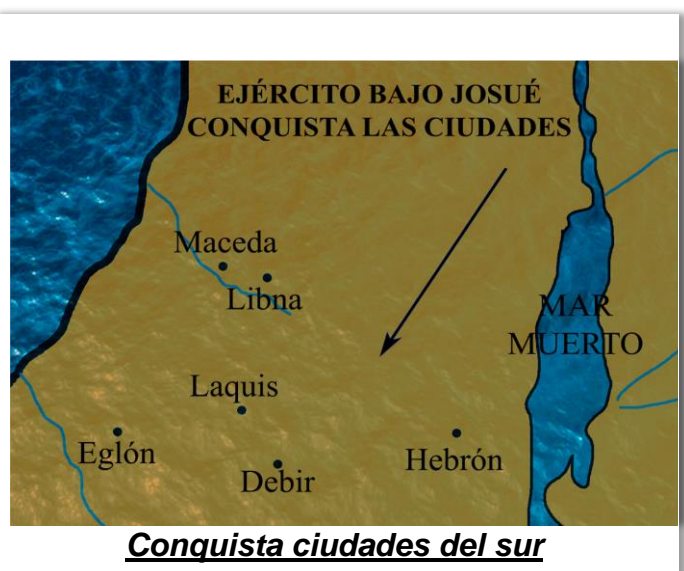 EJÉRCITO BAJO JOSUÉ
CONQUISTA LAS CIUDADES
Maceda
Libna
MAR
MUERTO
Laquis
Eglón
Debir
Hebrón
Conquista ciudades del sur